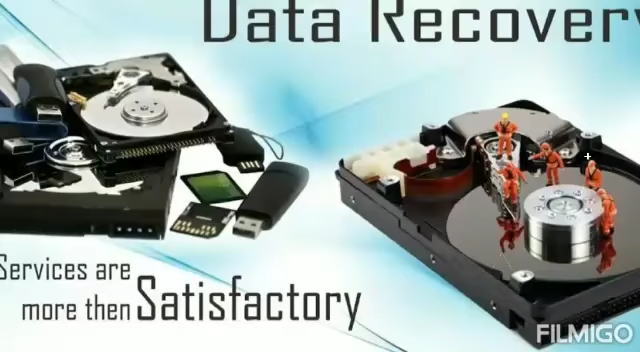 Data Recovery
Services are
more then Satisfactory
FILMIGO